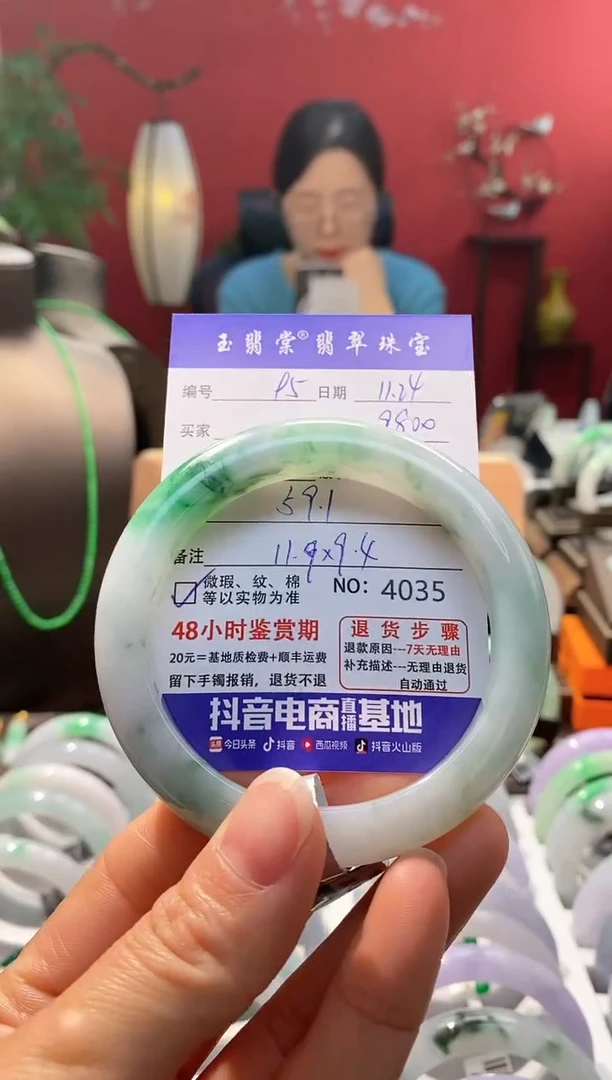 玉翡棠®翡翠珠宝
编号 95 日期 11.24
买家 9800
59.1
备注 11.9×9.4
微瑕、纹、棉
等以实物为准
NO: 4035
48小时鉴赏期
20元=基地质检费+顺丰运费
留下手镯报销，退货不退
退货步骤
退款原因---7天无理由
补充描述---无理由退货
自动通过
抖音电商直播基地
头条 今日头条 抖音 西瓜视频 抖音火山版